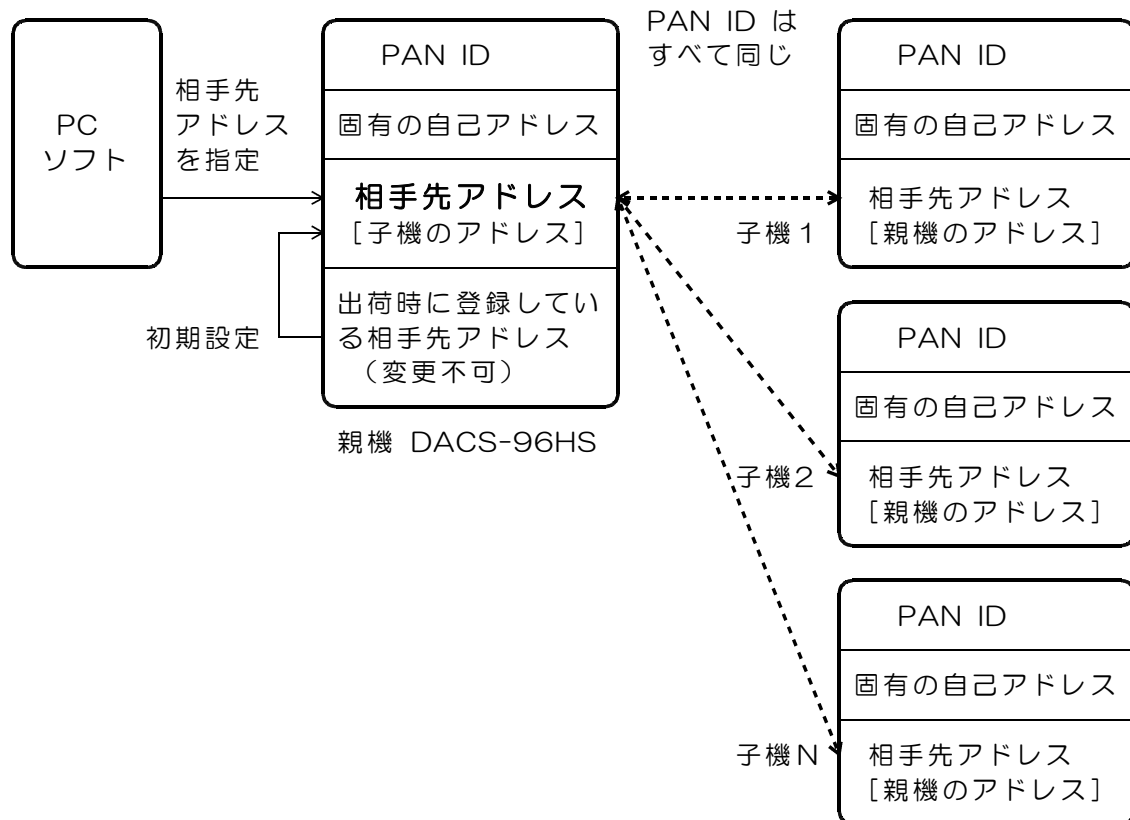 PC
ソフト
相手先
アドレス
を指定
初期設定
PAN ID
固有の自己アドレス
相手先アドレス
[子機のアドレス]
出荷時に登録してい
る相手先アドレス
（変更不可）
親機 DACS-96HS
PAN ID は
すべて同じ
子機１
PAN ID
固有の自己アドレス
相手先アドレス
[親機のアドレス]
子機２
PAN ID
固有の自己アドレス
相手先アドレス
[親機のアドレス]
子機Ｎ
PAN ID
固有の自己アドレス
相手先アドレス
[親機のアドレス]